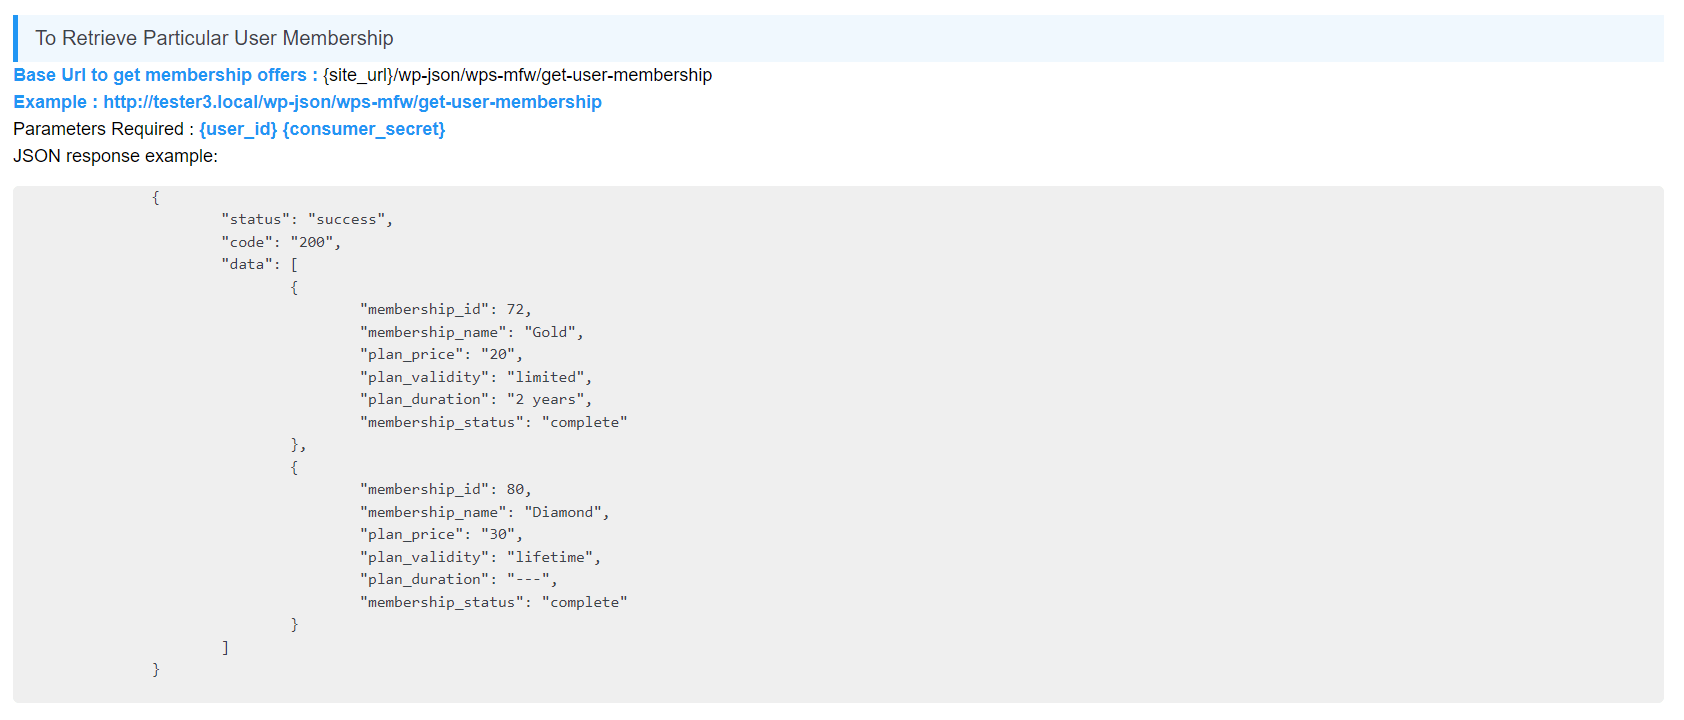 To Retrieve Particular User Membership
Base Url to get membership offers : {site_url}/wp-json/wps-mfw/get-user-membership
Example : http://tester3.local/wp-json/wps-mfw/get-user-membership
Parameters Required : {user_id} {consumer_secret}
JSON response example:
{
"status": "success",
"code": "200",
"data": [
{
"membership_id": 72,
"membership_name": "Gold",
"plan_price": "20",
"plan_validity": "limited",
"plan_duration": "2 years",
"membership_status": "complete"
},
{
"membership_id": 80,
"membership_name": "Diamond",
"plan_price": "30",
"plan_validity": "lifetime",
"plan_duration": "---",
"membership_status": "complete"
}
]
}